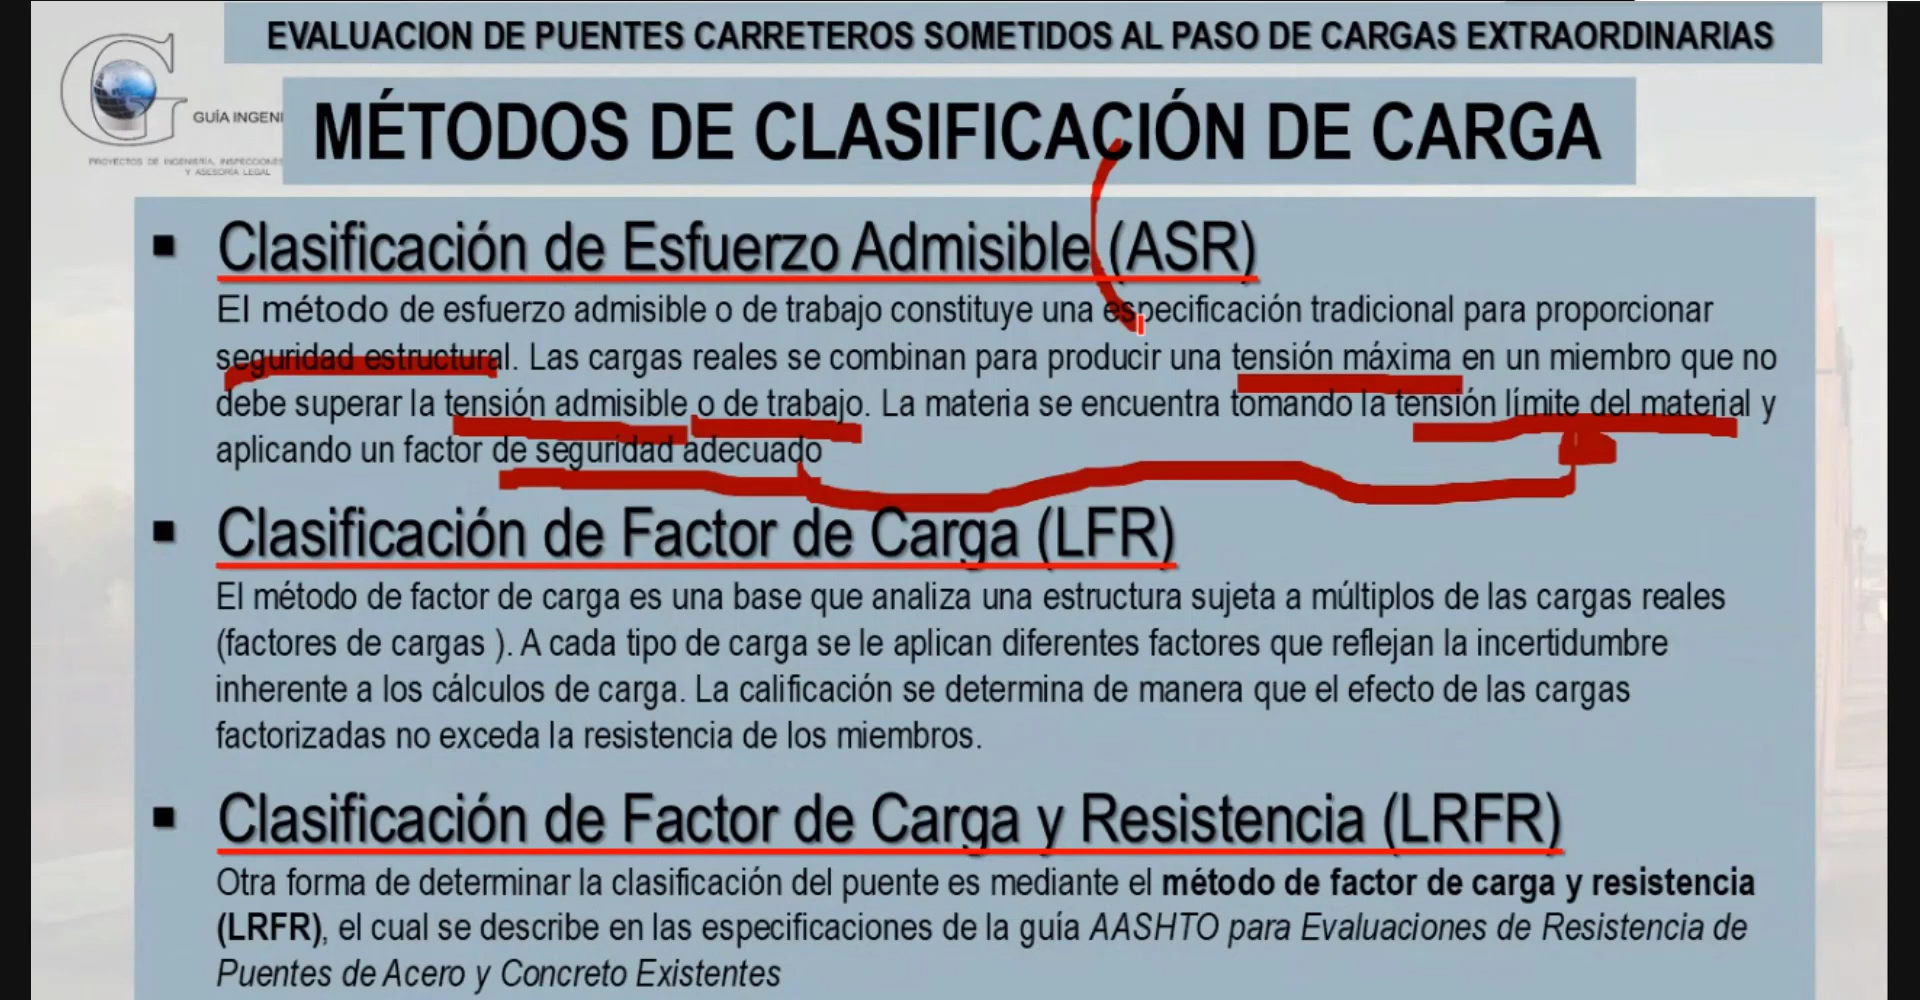 EVALUACION DE PUENTES CARRETEROS SOMETIDOS AL PASO DE CARGAS EXTRAORDINARIAS
G
GUÍA INGENI
PROYECTOS DE INGENIERÍA, INSPECCIONES
Y ASESORÍA LEGAL
MÉTODOS DE CLASIFICACIÓN DE CARGA
▪ Clasificación de Esfuerzo Admisible (ASR)
El método de esfuerzo admisible o de trabajo constituye una especificación tradicional para proporcionar
seguridad estructural. Las cargas reales se combinan para producir una tensión máxima en un miembro que no
debe superar la tensión admisible o de trabajo. La materia se encuentra tomando la tensión límite del material y
aplicando un factor de seguridad adecuado
▪ Clasificación de Factor de Carga (LFR)
El método de factor de carga es una base que analiza una estructura sujeta a múltiplos de las cargas reales
(factores de cargas ). A cada tipo de carga se le aplican diferentes factores que reflejan la incertidumbre
inherente a los cálculos de carga. La calificación se determina de manera que el efecto de las cargas
factorizadas no exceda la resistencia de los miembros.
▪ Clasificación de Factor de Carga y Resistencia (LRFR)
Otra forma de determinar la clasificación del puente es mediante el método de factor de carga y resistencia
(LRFR), el cual se describe en las especificaciones de la guía AASHTO para Evaluaciones de Resistencia de
Puentes de Acero y Concreto Existentes